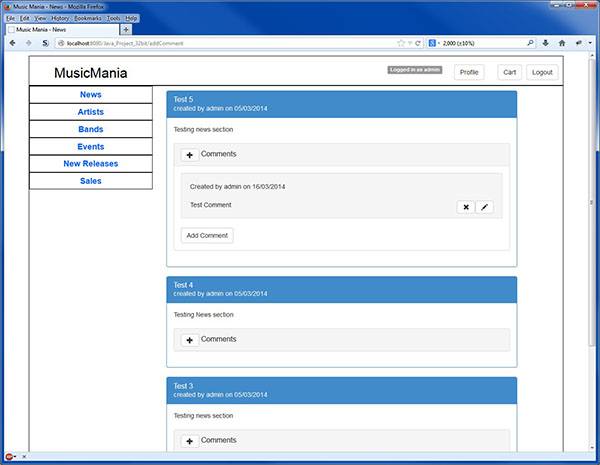 Music Mania - News - Mozilla Firefox
File Edit View History Bookmarks Tools Help
Music Mania - News
localhost:8080/Java_Project_32bit/addComment
2,000 (±10%)
MusicMania
Logged in as admin
Profile
Cart
Logout
News
Artists
Bands
Events
New Releases
Sales
Test 5
created by admin on 05/03/2014
Testing news section
Comments
Created by admin on 16/03/2014
Test Comment
Add Comment
Test 4
created by admin on 05/03/2014
Testing News section
Comments
Test 3
created by admin on 05/03/2014
Testing news section
Comments